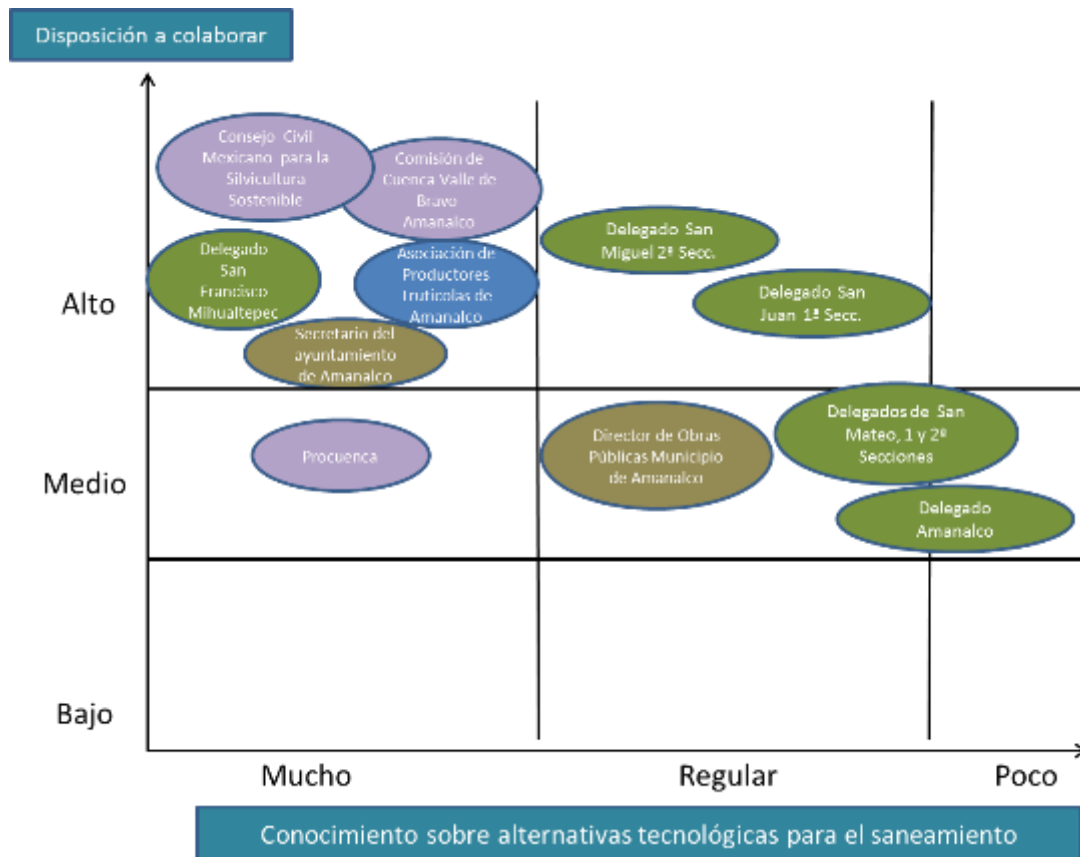 Disposición a colaborar
Consejo Civil
Mexicano para la
Silvicultura
Sostenible
Comisión de
Cuenca Valle de
Bravo
Amanalco
Delegado
San
Francisco
Mihualtepec
Asociación de
Productores
fruticolas de
Amanalco
Secretario del
ayuntamiento
de Amanalco
Delegado San
Miguel 2ª Secc.
Delegado San
Juan 1ª Secc.
Alto
Procuenca
Director de Obras
Públicas Municipio
de Amanalco
Delegados de San
Mateo, 1 y 2ª
Secciones
Delegado
Amanalco
Medio
Bajo
Mucho
Regular
Poco
Conocimiento sobre alternativas tecnológicas para el saneamiento